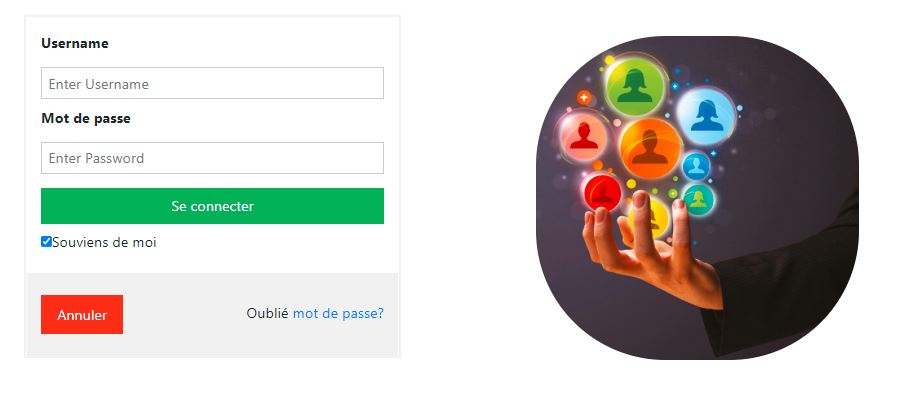 Username
Enter Username
Mot de passe
Enter Password
Se connecter
Souviens de moi
Annuler
Oublié mot de passe?